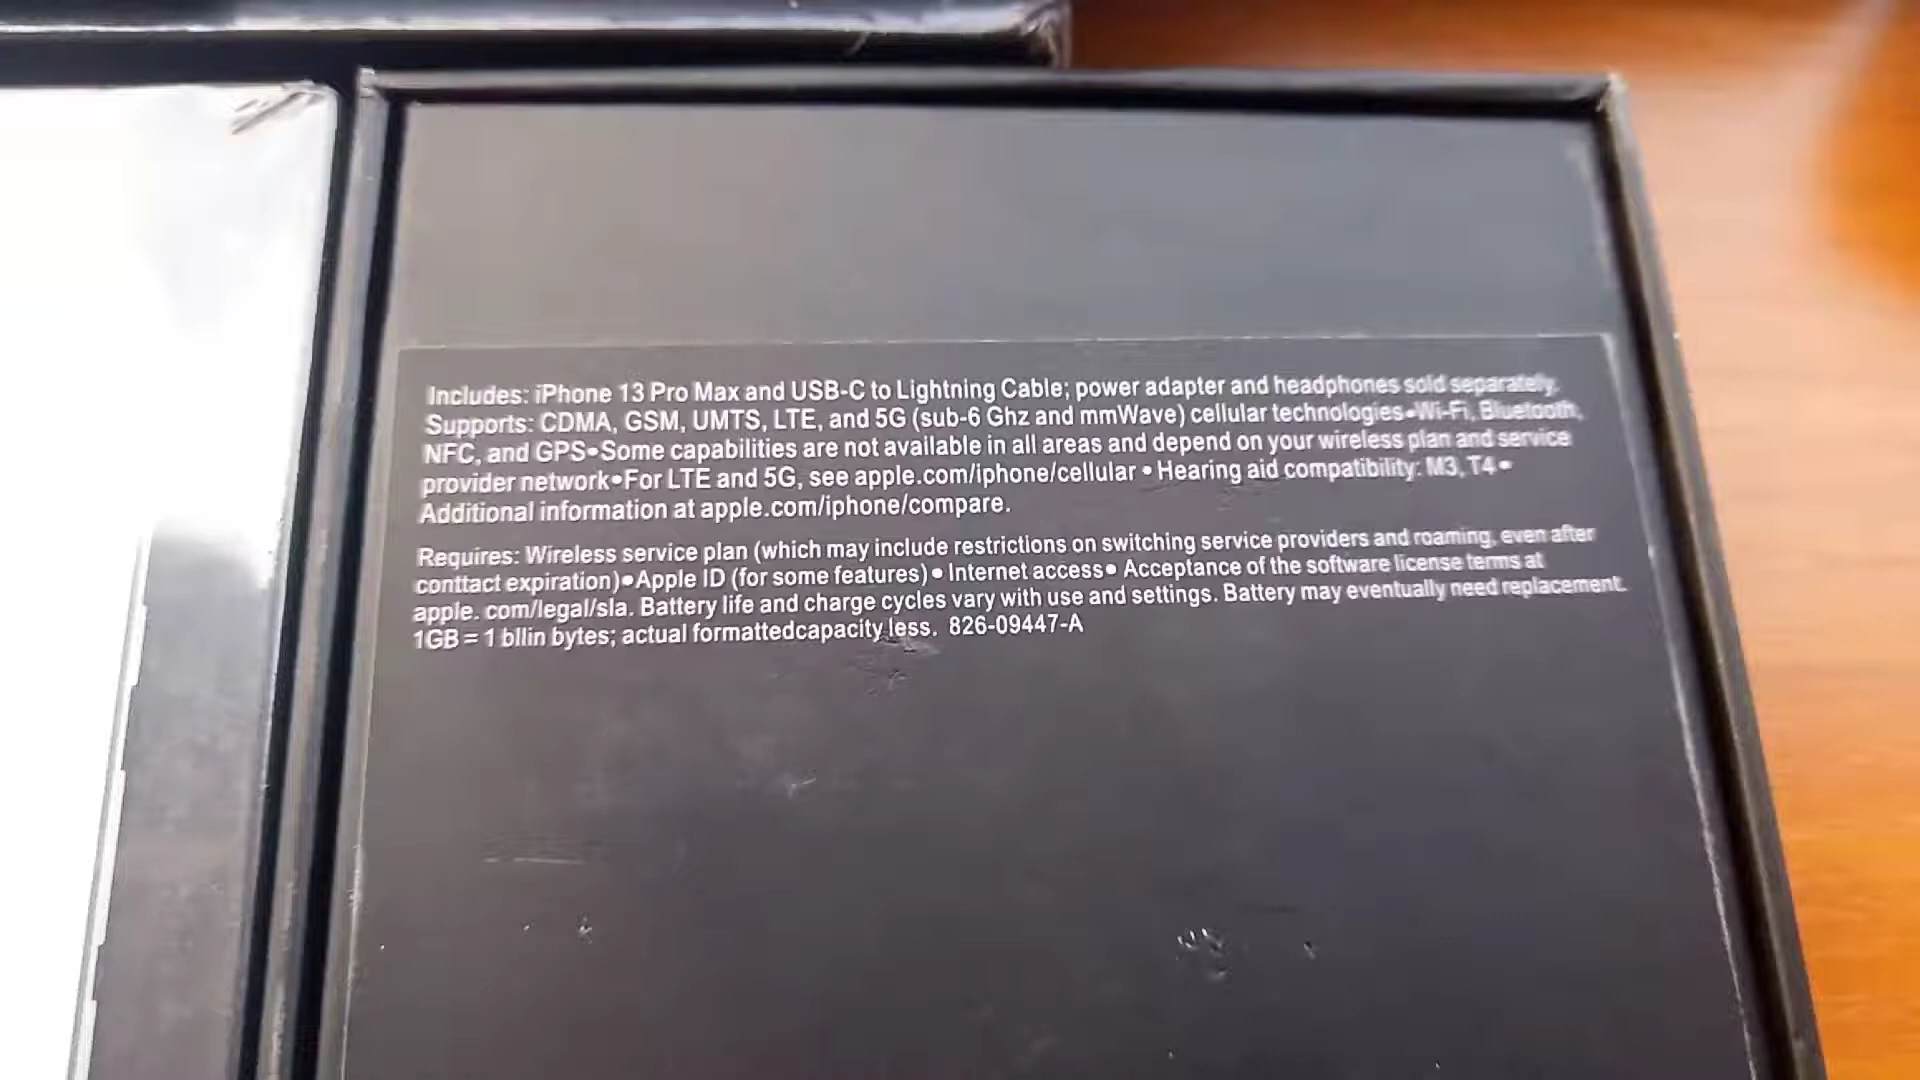 Includes: iPhone 13 Pro Max and USB-C to Lightning Cable; power adapter and headphones sold separately.
Supports: CDMA, GSM, UMTS, LTE, and 5G (sub-6 Ghz and mmWave) cellular technologies•Wi-Fi, Bluetooth,
NFC, and GPS•Some capabilities are not available in all areas and depend on your wireless plan and service
provider network•For LTE and 5G, see apple.com/iphone/cellular • Hearing aid compatibility: M3, T4•
Additional information at apple.com/iphone/compare.
Requires: Wireless service plan (which may include restrictions on switching service providers and roaming, even after
conttact expiration)•Apple ID (for some features)• Internet access• Acceptance of the software license terms at
apple. com/legal/sla. Battery life and charge cycles vary with use and settings. Battery may eventually need replacement.
1GB = 1 bllin bytes; actual formattedcapacity less. 826-09447-A